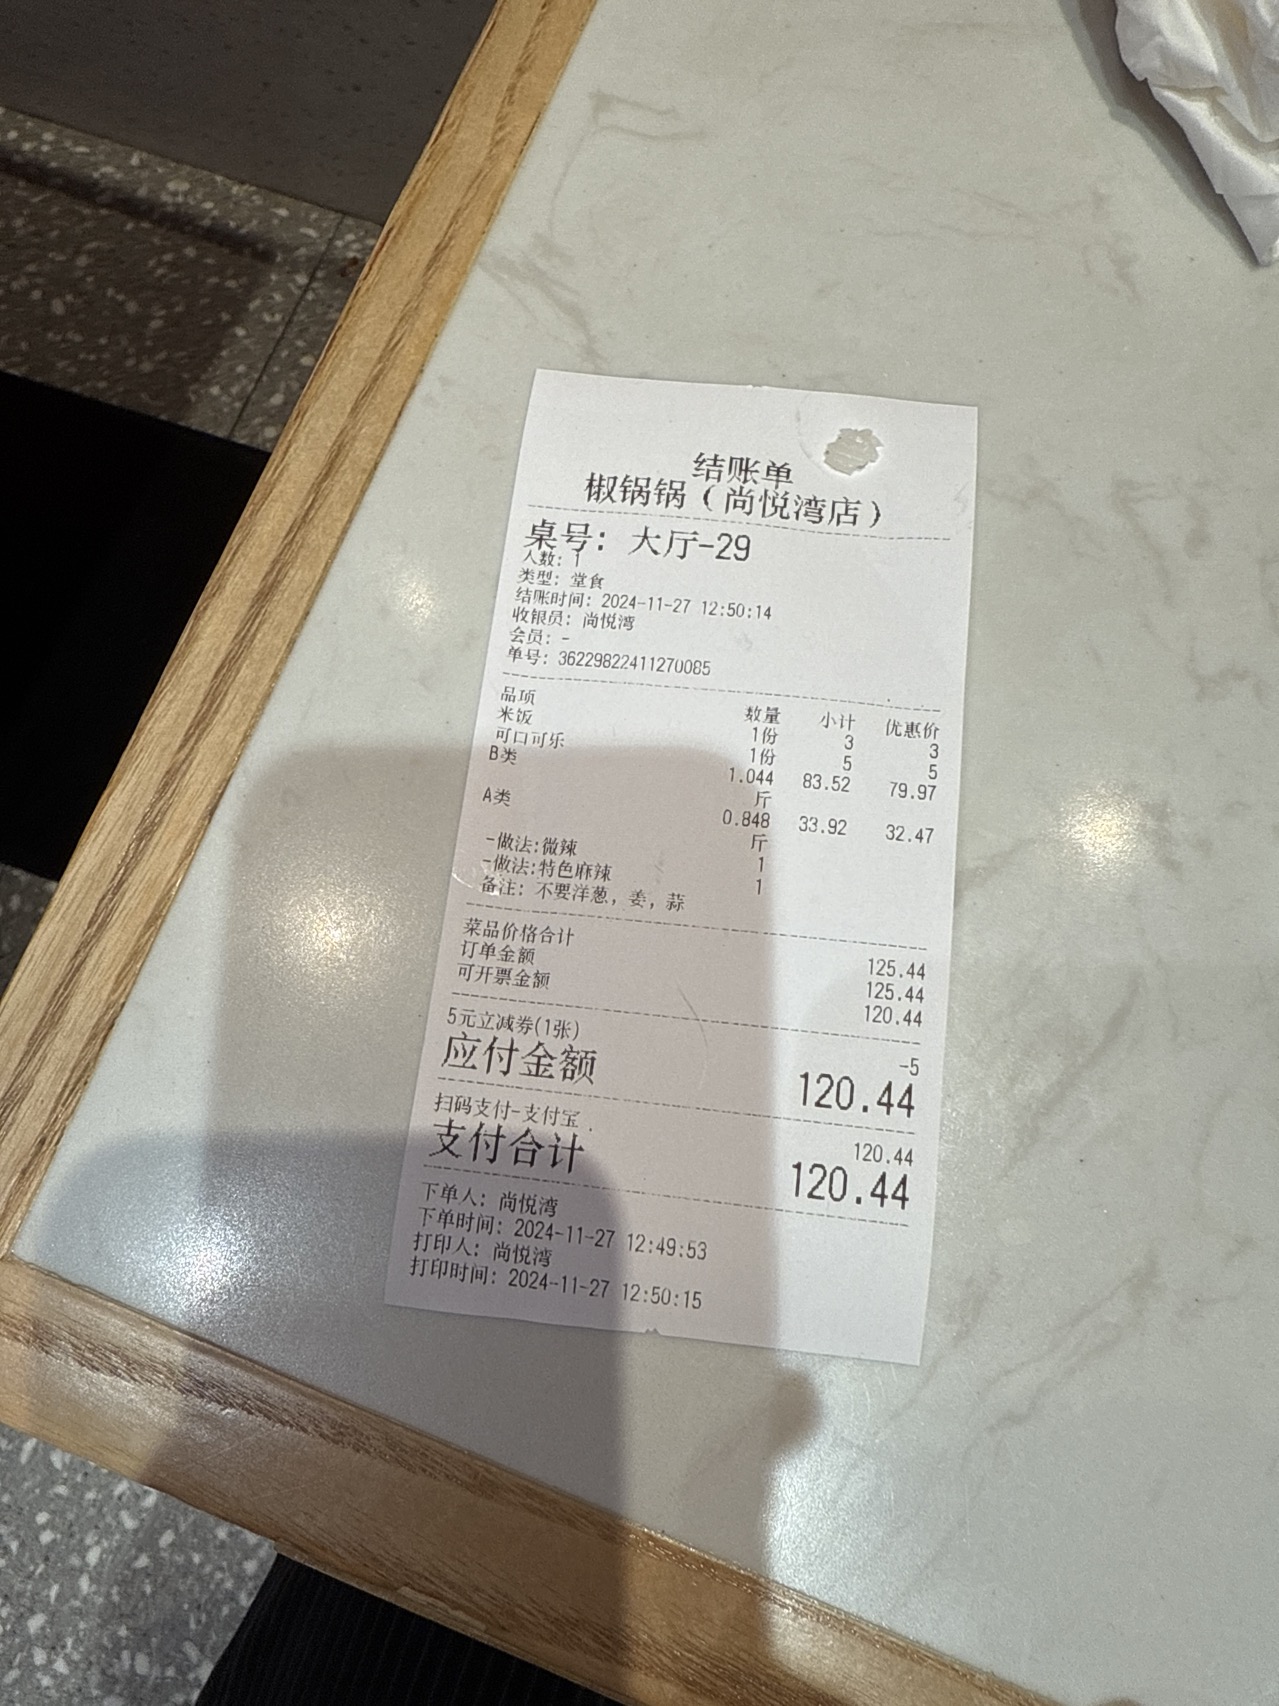 结账单
椒锅锅（尚悦湾店）
桌号：大厅-29
人数：1
类型：堂食
结账时间：2024-11-27 12:50:14
收银员：尚悦湾
会员：-
单号：36229822411270085
品项 数量 小计 优惠价
米饭 1份 3 3
可口可乐 1份 5 5
B类 1.044 83.52 79.97
斤
A类 0.848 33.92 32.47
斤
-做法:微辣 1
-做法:特色麻辣 1
备注：不要洋葱，姜，蒜
菜品价格合计 125.44
订单金额 125.44
可开票金额 120.44
5元立减券(1张) -5
应付金额 120.44
扫码支付-支付宝 120.44
支付合计 120.44
下单人：尚悦湾
下单时间：2024-11-27 12:49:53
打印人：尚悦湾
打印时间：2024-11-27 12:50:15